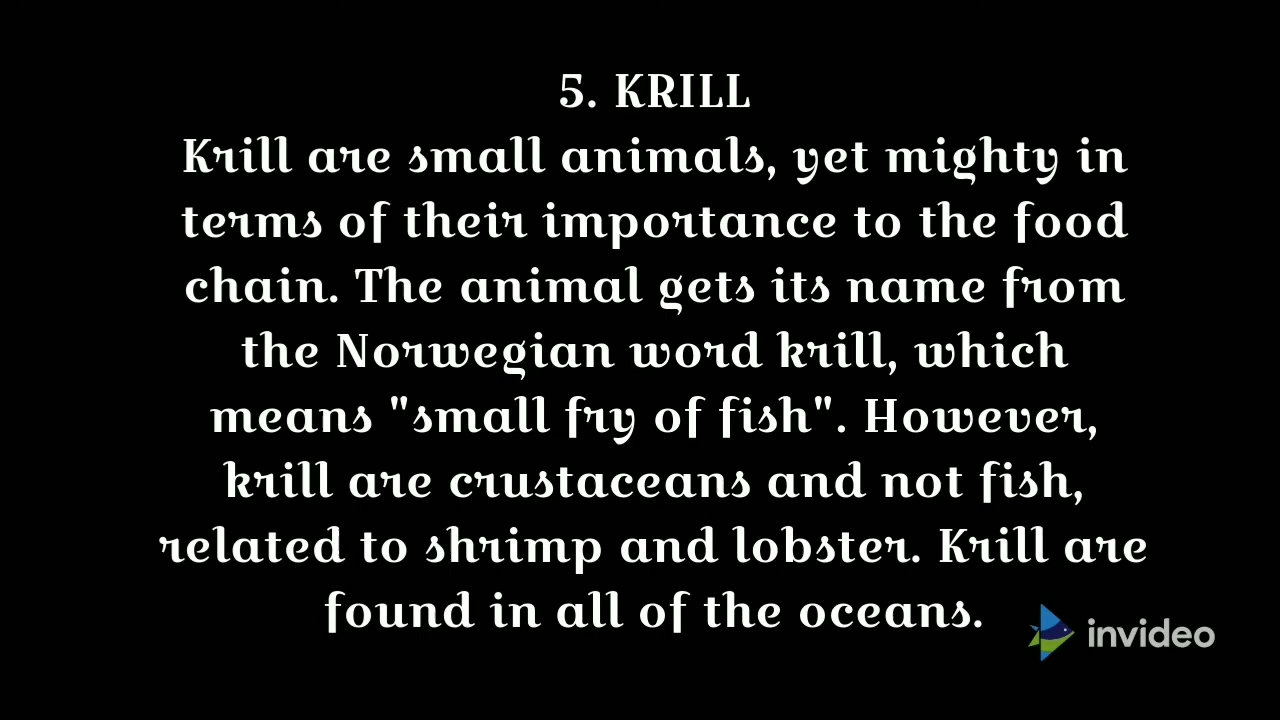 5. KRILL
Krill are small animals, yet mighty in
terms of their importance to the food
chain. The animal gets its name from
the Norwegian word krill, which
means "small fry of fish". However,
krill are crustaceans and not fish,
related to shrimp and lobster. Krill are
found in all of the oceans.
invideo